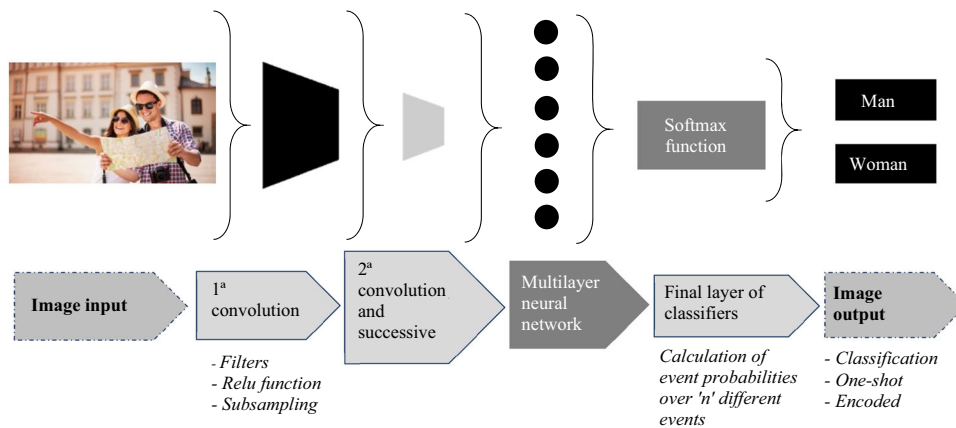 Softmax
function
Man
Woman
Image input
1ª
convolution
2ª
convolution
and
successive
Multilayer
neural
network
Final layer of
classifiers
Image
output
- Filters
- Relu function
- Subsampling
Calculation of
event probabilities
over 'n' different
events
- Classification
- One-shot
- Encoded